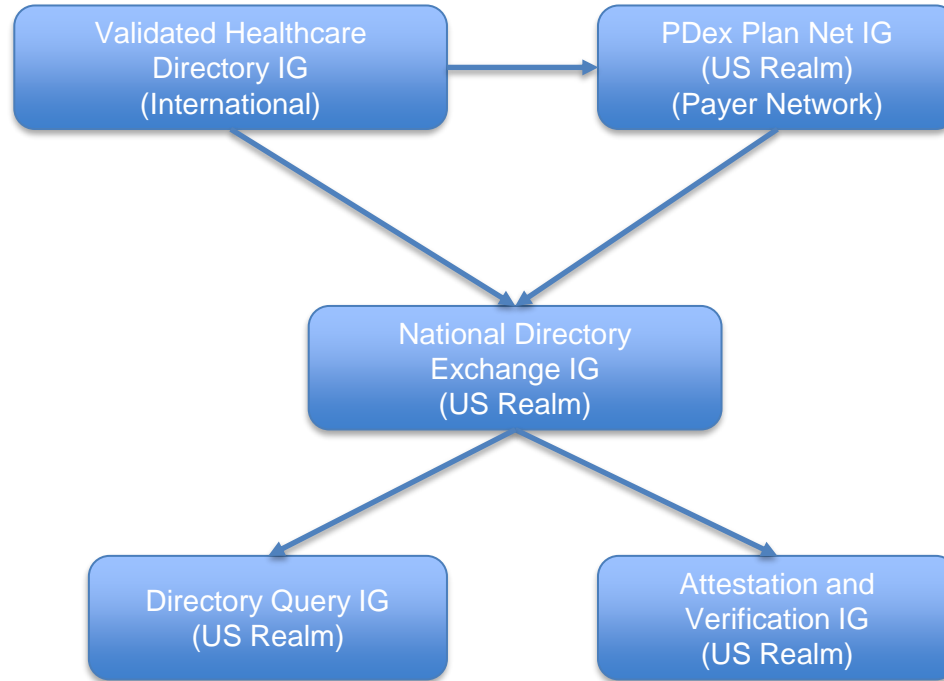 Validated Healthcare
Directory IG
(International)
PDex Plan Net IG
(US Realm)
(Payer Network)
National Directory
Exchange IG
(US Realm)
Directory Query IG
(US Realm)
Attestation and
Verification IG
(US Realm)